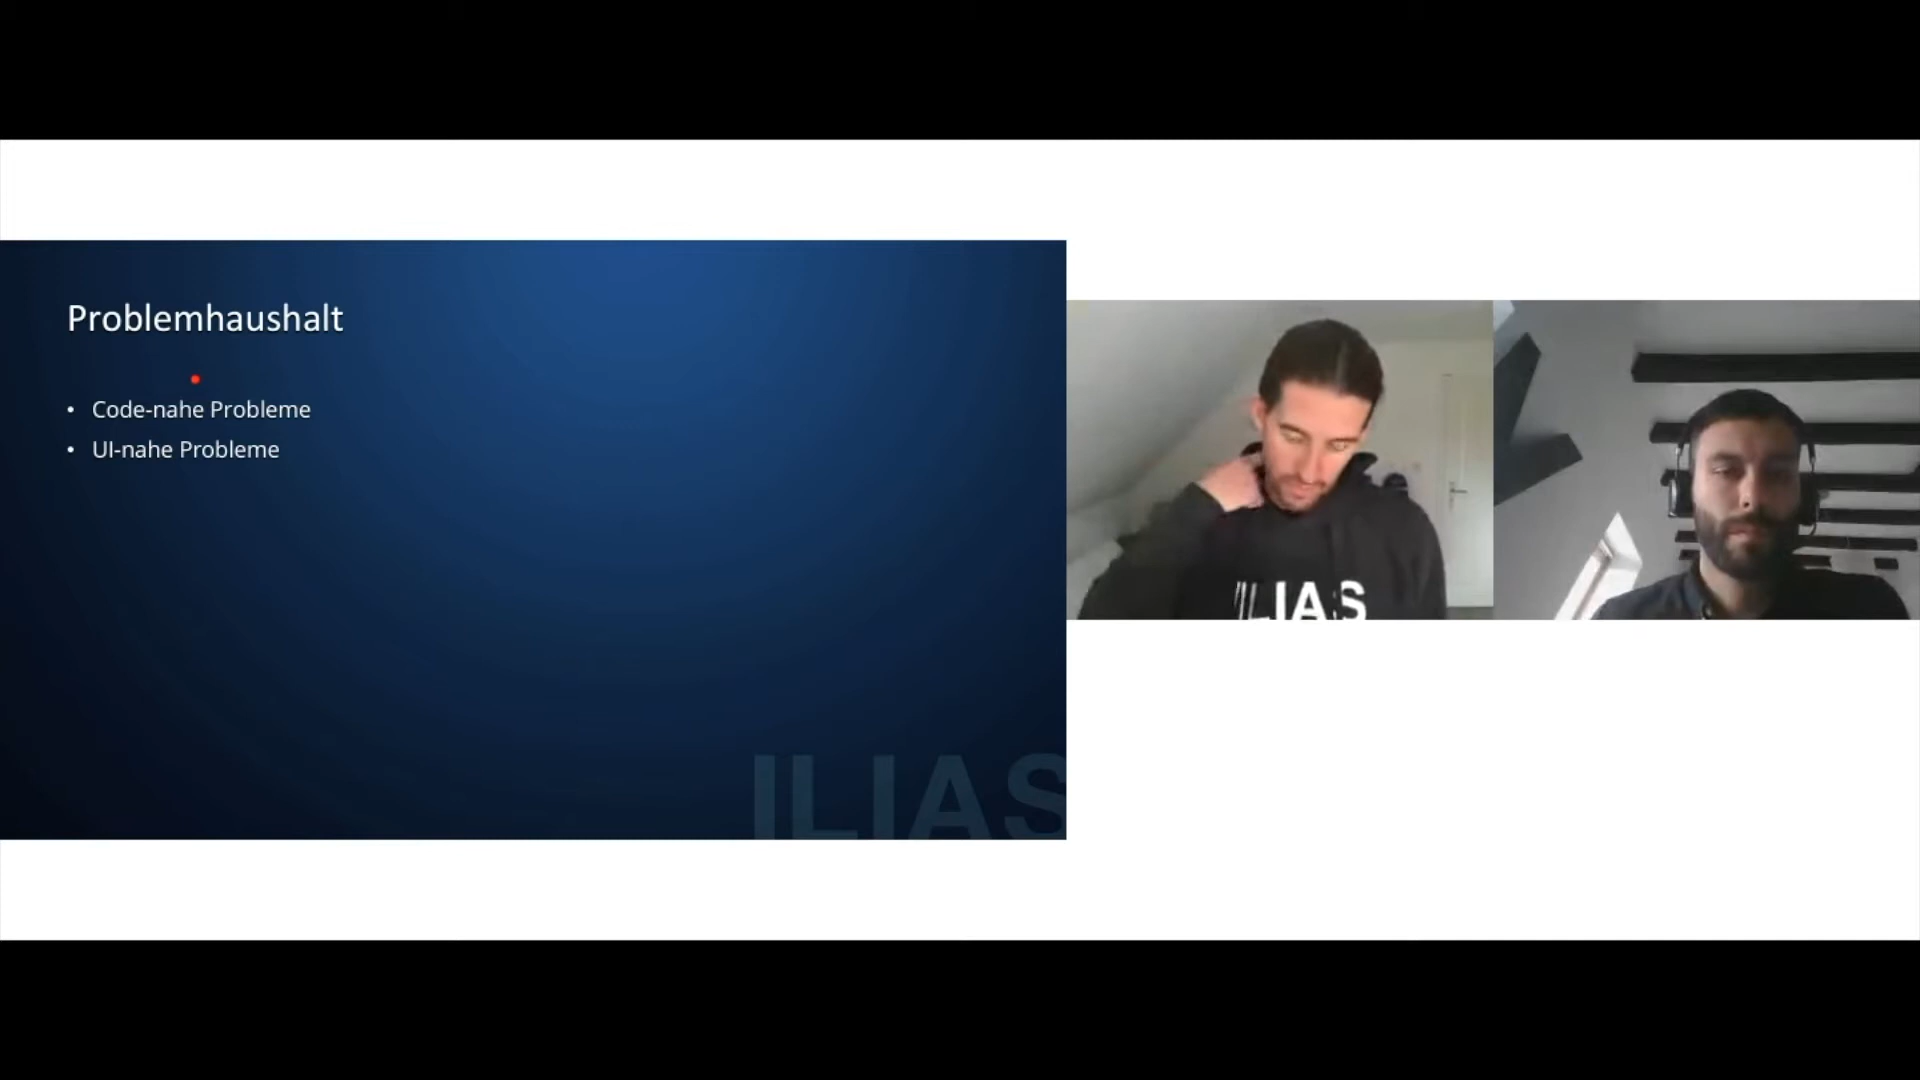 Problemhaushalt
• Code-nahe Probleme
• UI-nahe Probleme
ILIAS
ILIAS